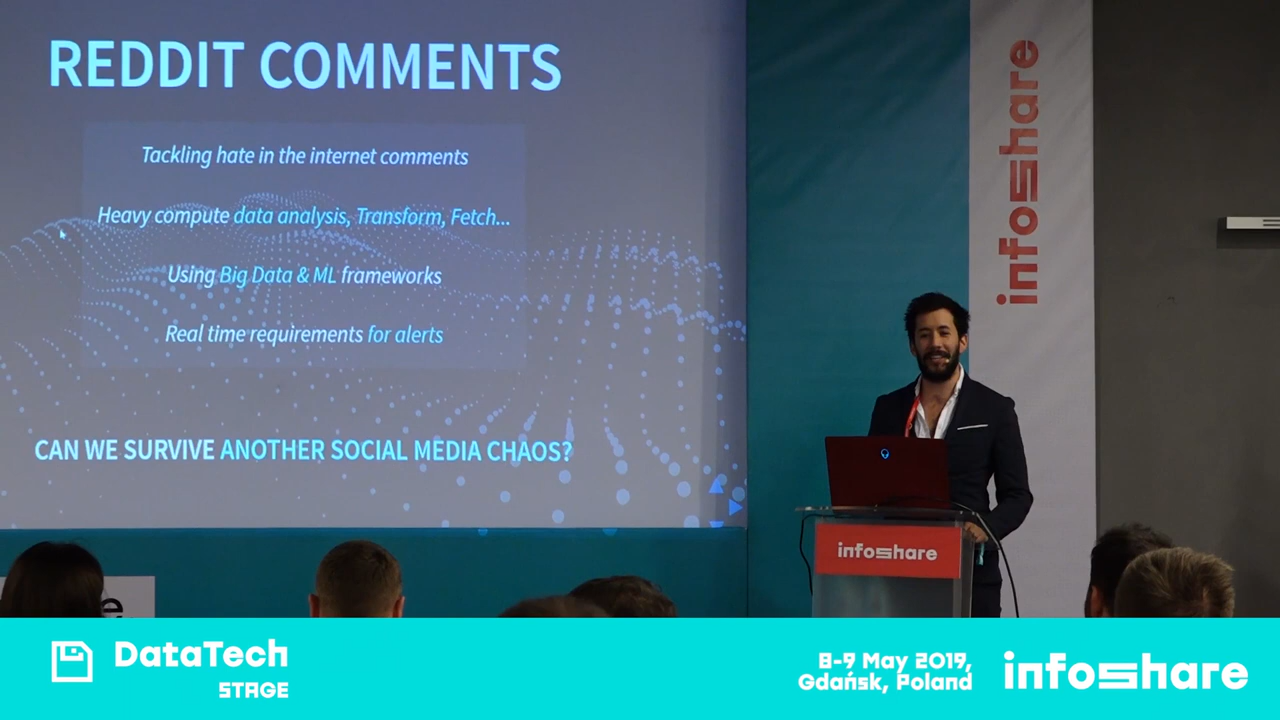 REDDIT COMMENTS
Tackling hate in the internet comments
Heavy compute data analysis, Transform, Fetch...
Using Big Data & ML frameworks
Real time requirements for alerts
CAN WE SURVIVE ANOTHER SOCIAL MEDIA CHAOS?
infoshare
infoshare
DataTech
STAGE
8-9 May 2019,
Gdańsk, Poland
infoshare